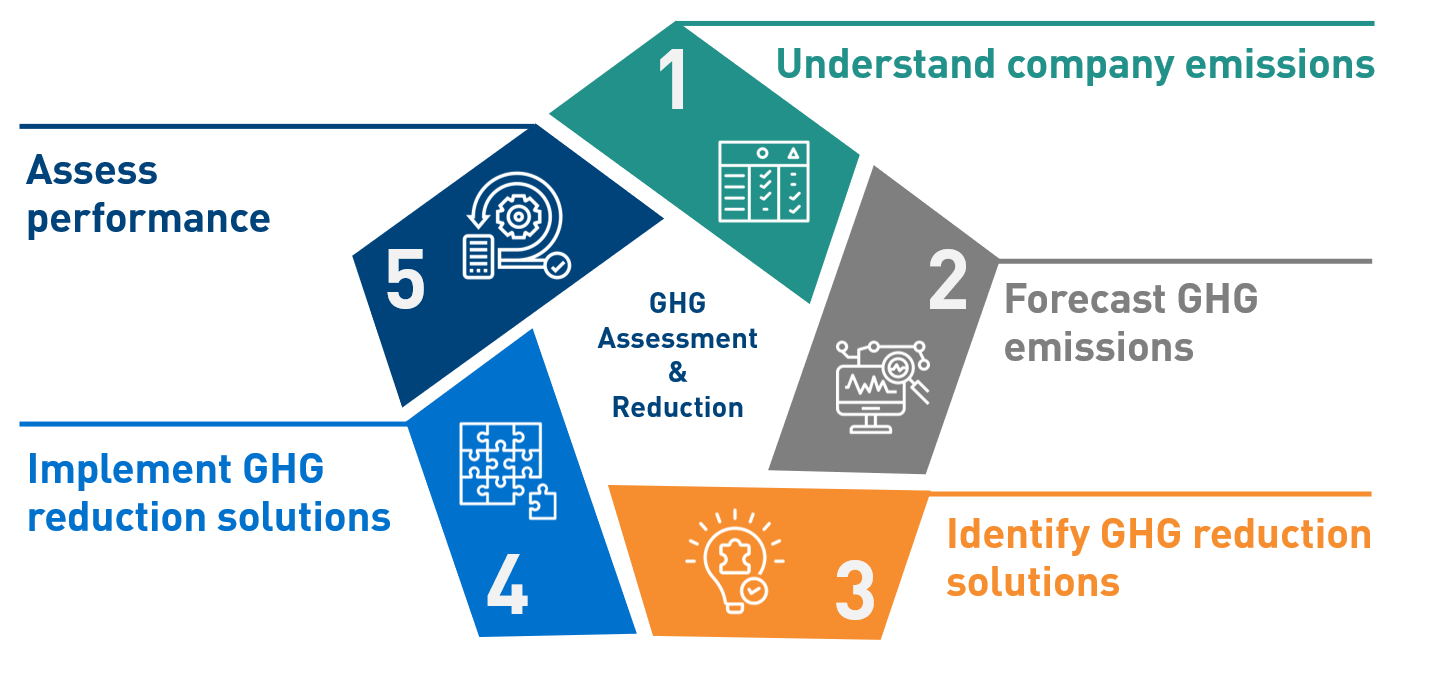 1
Understand company emissions
2
Forecast GHG
emissions
3
Identify GHG reduction
solutions
4
Implement GHG
reduction solutions
5
Assess
performance
GHG
Assessment
&
Reduction